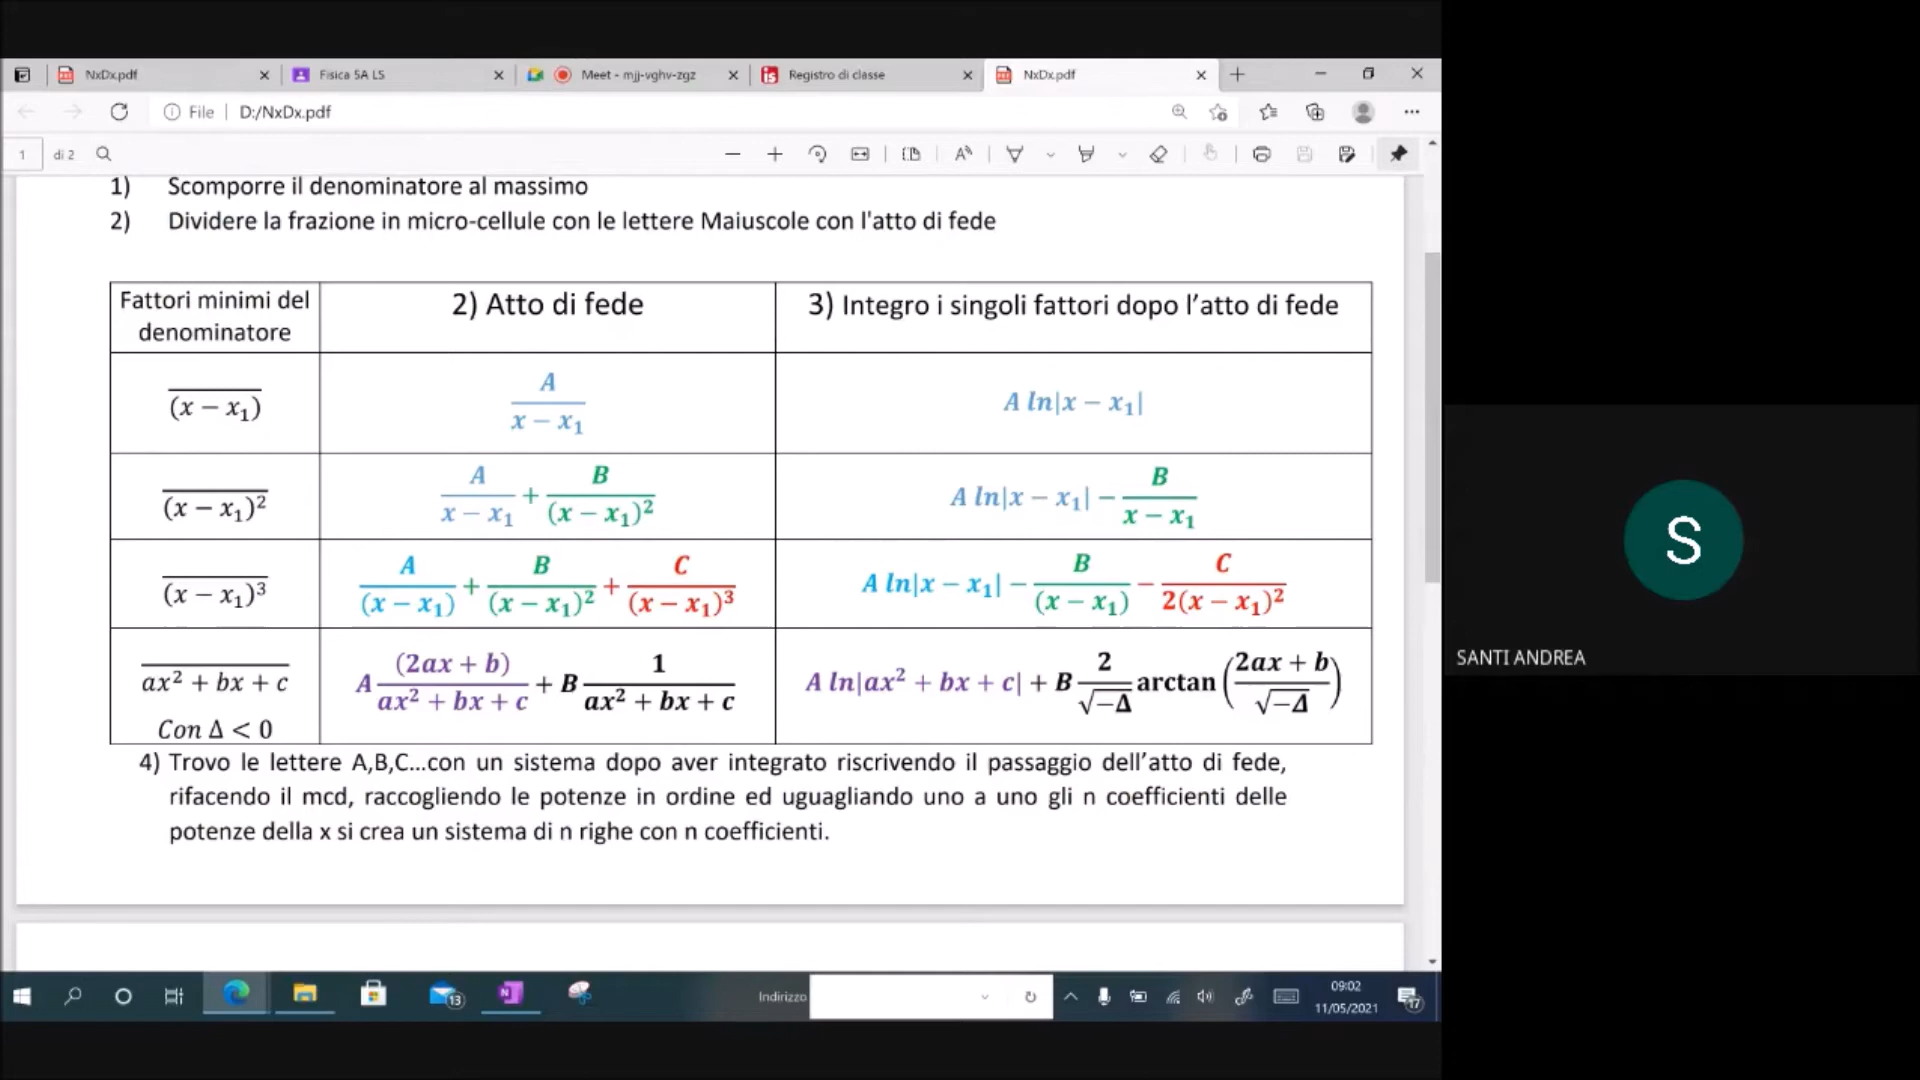 NxDx.pdf
Fisica 5A LS
Meet - mjj-vghv-zgz
Registro di classe
NxDx.pdf
File | D:/NxDx.pdf
1 di 2
1) Scomporre il denominatore al massimo
2) Dividere la frazione in micro-cellule con le lettere Maiuscole con l'atto di fede
Fattori minimi del
denominatore
2) Atto di fede
3) Integro i singoli fattori dopo l’atto di fede
(x − x₁)
A
x − x₁
A ln|x − x₁|
(x − x₁)²
A/(x − x₁) + B/(x − x₁)²
A ln|x − x₁| − B/(x − x₁)
(x − x₁)³
A/(x − x₁) + B/(x − x₁)² + C/(x − x₁)³
A ln|x − x₁| − B/(x − x₁) − C/2(x − x₁)²
ax² + bx + c
Con Δ < 0
A (2ax + b)/(ax² + bx + c) + B 1/(ax² + bx + c)
A ln|ax² + bx + c| + B 2/√−Δ arctan((2ax + b)/√−Δ)
4) Trovo le lettere A,B,C...con un sistema dopo aver integrato riscrivendo il passaggio dell’atto di fede,
rifacendo il mcd, raccogliendo le potenze in ordine ed uguagliando uno a uno gli n coefficienti delle
potenze della x si crea un sistema di n righe con n coefficienti.
S
SANTI ANDREA
13
Indirizzo
09:02
11/05/2021
17